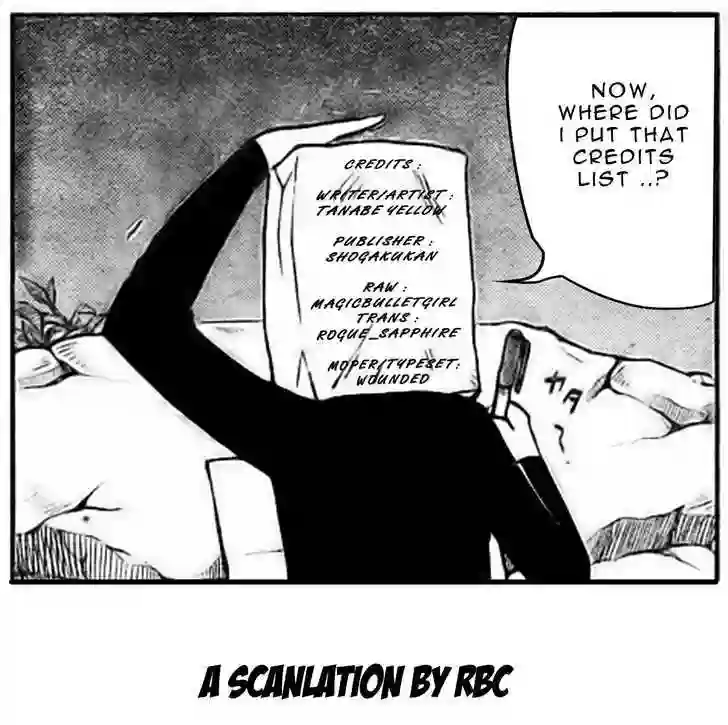 NOW,
WHERE DID
I PUT THAT
CREDITS
LIST ..?
CREDITS :
WRITER/ARTIST :
TANABE YELLOW
PUBLISHER :
SHOGAKUKAN
RAW :
MAGICBULLETGIRL
TRANS :
ROGUE_SAPPHIRE
MOPER/TYPESET:
WOUNDED
A SCANLATION BY RBC